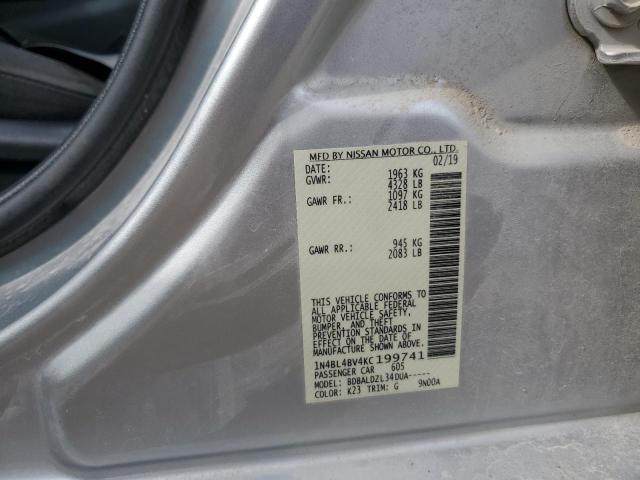 MFD BY NISSAN MOTOR CO., LTD.
DATE: 02/19
GVWR: 1963 KG
4328 LB
GAWR FR.: 1097 KG
2418 LB
GAWR RR.: 945 KG
2083 LB
THIS VEHICLE CONFORMS TO
ALL APPLICABLE FEDERAL
MOTOR VEHICLE SAFETY,
BUMPER, AND THEFT
PREVENTION STANDARDS IN
EFFECT ON THE DATE OF
MANUFACTURE SHOWN ABOVE.
1N4BL4BV4KC199741
PASSENGER CAR 605
MODEL: BDBALDZL34DUA-----
COLOR: K23 TRIM: G 9N00A